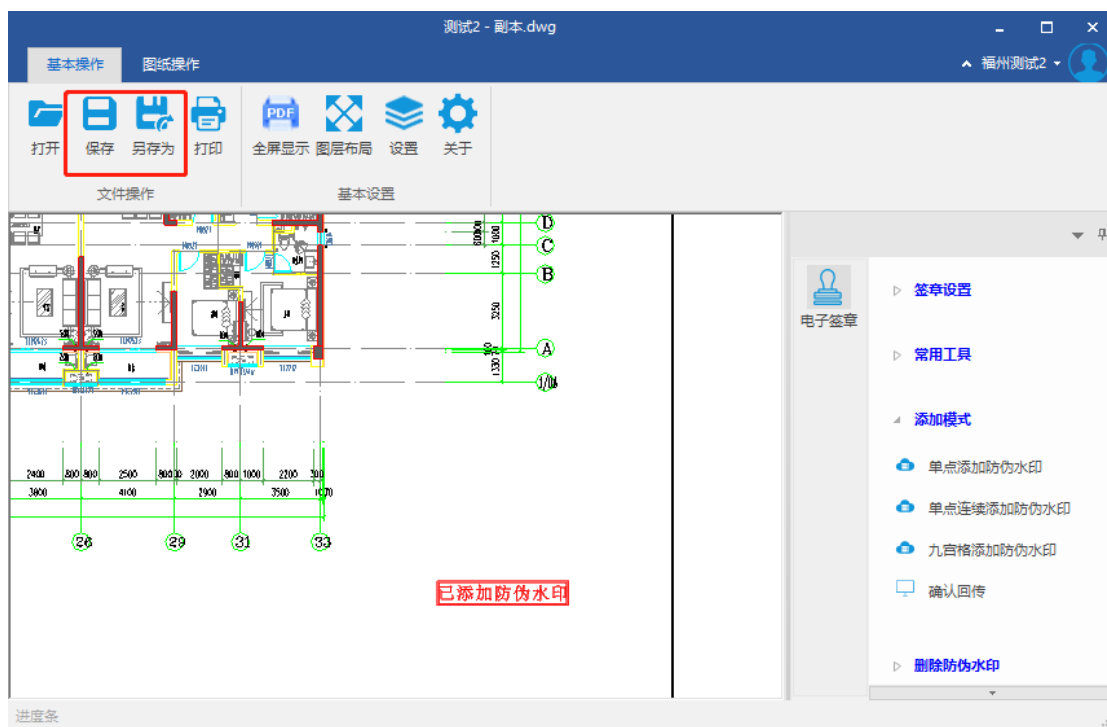 测试2 - 副本.dwg
基本操作 图纸操作
福州测试2
打开 保存 另存为 打印 全屏显示 图层布局 设置 关于
PDF
文件操作 基本设置
D
C
B
A
1/0A
1000
1250
3250
签章设置
电子签章
常用工具
添加模式
单点添加防伪水印
单点连续添加防伪水印
九宫格添加防伪水印
确认回传
删除防伪水印
2400 800 800 2500 2000 800 1000 2200
3800 4100 2900 3500
26 29 31 33
已添加防伪水印
进度条